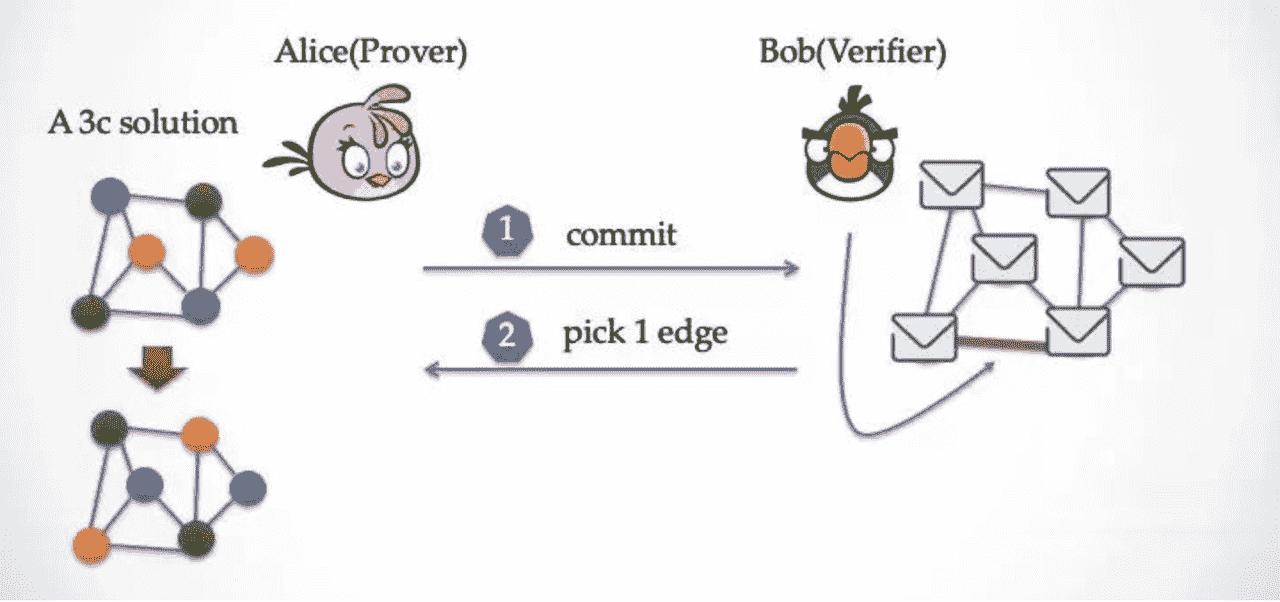 Alice(Prover)
Bob(Verifier)
A 3c solution
1 commit
2 pick 1 edge